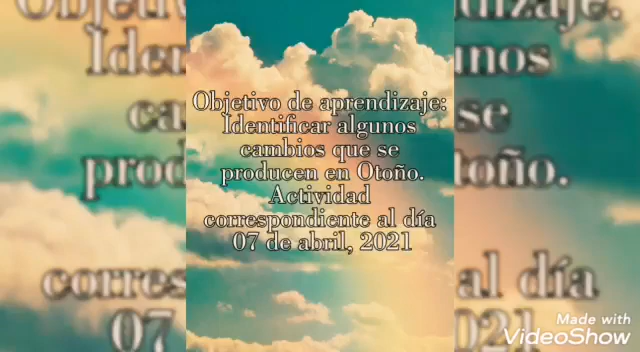 Objetivo de aprendizaje:
Identificar algunos
cambios que se
producen en Otoño.
Actividad
correspondiente al día
07 de abril, 2021
Made with
VideoShow